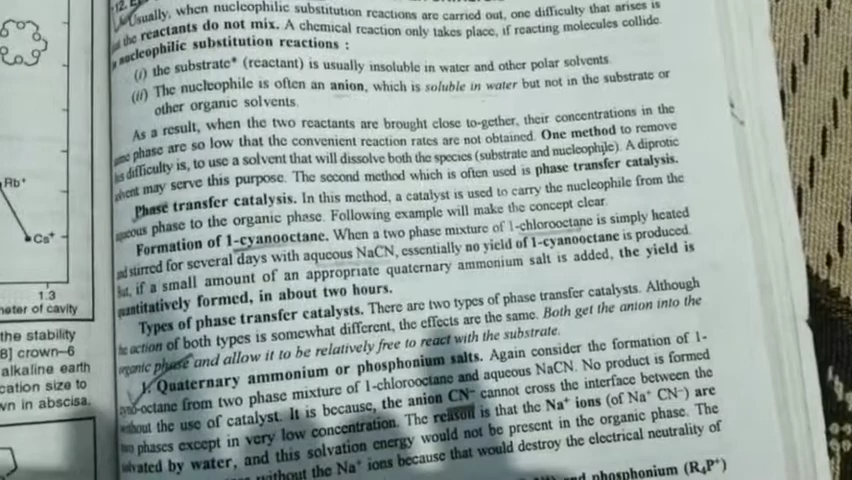 Usually, when nucleophilic substitution reactions are carried out, one difficulty that arises is
the reactants do not mix. A chemical reaction only takes place, if reacting molecules collide.
nucleophilic substitution reactions :
(i) the substrate* (reactant) is usually insoluble in water and other polar solvents.
(ii) The nucleophile is often an anion, which is soluble in water but not in the substrate or
other organic solvents.
As a result, when the two reactants are brought close to-gether, their concentrations in the
phase are so low that the convenient reaction rates are not obtained. One method to remove
difficulty is, to use a solvent that will dissolve both the species (substrate and nucleophile). A diprotic
may serve this purpose. The second method which is often used is phase transfer catalysis.
Phase transfer catalysis. In this method, a catalyst is used to carry the nucleophile from the
phase to the organic phase. Following example will make the concept clear.
Formation of 1-cyanooctane. When a two phase mixture of 1-chlorooctane is simply heated
and stirred for several days with aqueous NaCN, essentially no yield of 1-cyanooctane is produced.
But, if a small amount of an appropriate quaternary ammonium salt is added, the yield is
quantitatively formed, in about two hours.
Types of phase transfer catalysts. There are two types of phase transfer catalysts. Although
he action of both types is somewhat different, the effects are the same. Both get the anion into the
organic phase and allow it to be relatively free to react with the substrate.
1. Quaternary ammonium or phosphonium salts. Again consider the formation of 1-
-octane from two phase mixture of 1-chlorooctane and aqueous NaCN. No product is formed
without the use of catalyst. It is because, the anion CN⁻ cannot cross the interface between the
two phases except in very low concentration. The reason is that the Na⁺ ions (of Na⁺ CN⁻) are
solvated by water, and this solvation energy would not be present in the organic phase. The
without the Na⁺ ions because that would destroy the electrical neutrality of
and phosphonium (R₄P⁺)
Rb⁺
Cs⁺
1.3
meter of cavity
the stability
8] crown-6
alkaline earth
cation size to
wn in abscisa.